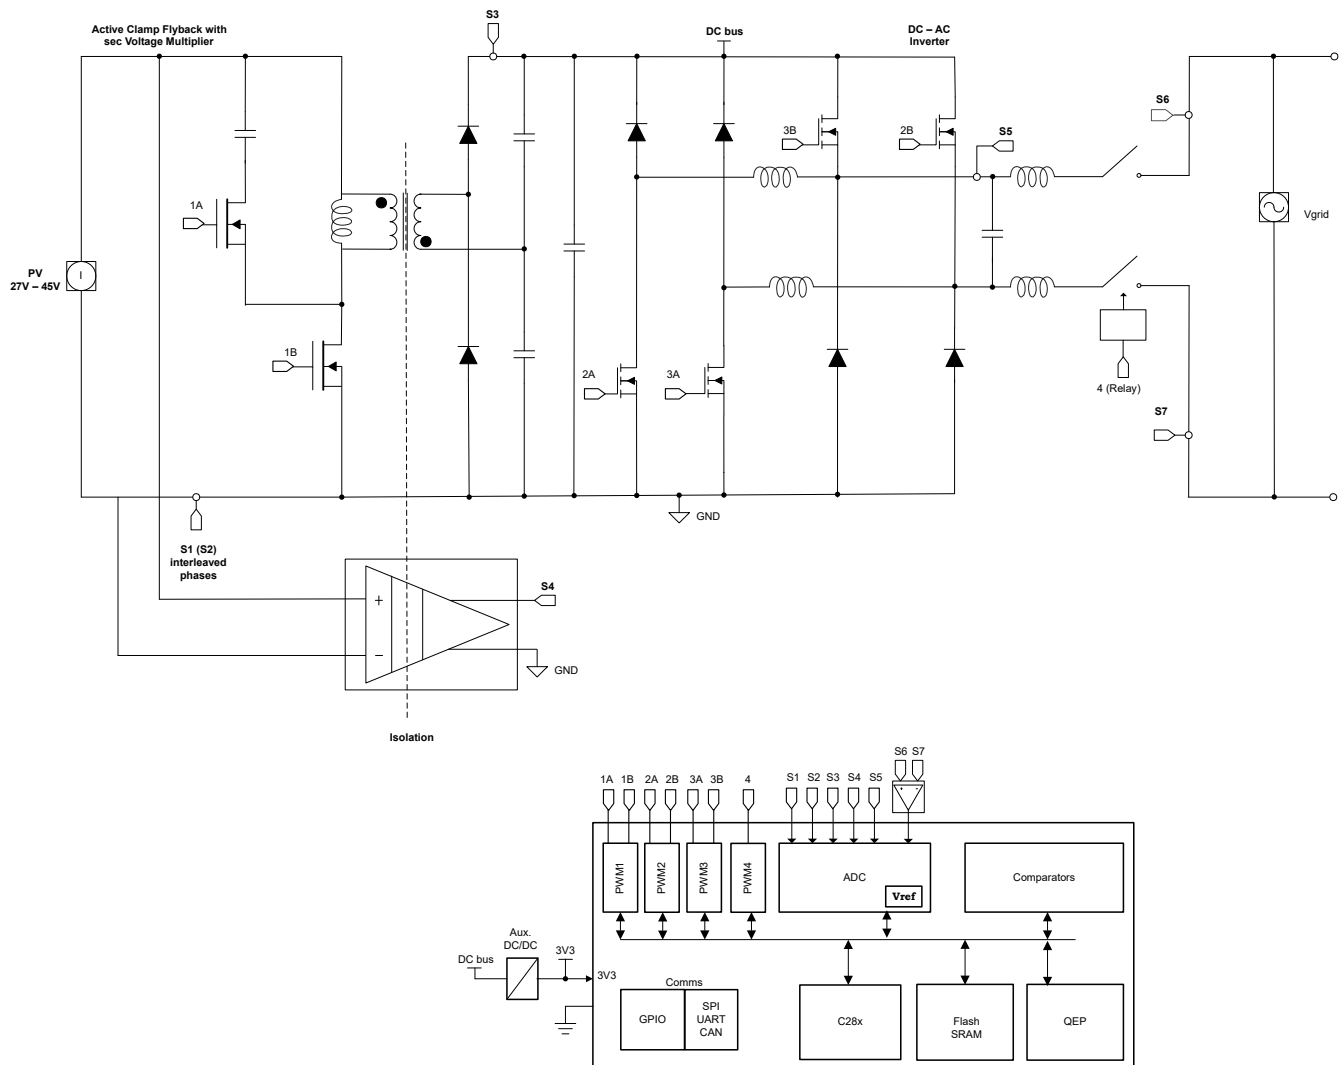 Active Clamp Flyback with
sec Voltage Multiplier
S3
DC bus
DC – AC
Inverter
S6
3B
2B
S5
1A
Vgrid
PV
27V – 45V
1B
2A
3A
4 (Relay)
S7
GND
S1 (S2)
interleaved
phases
+
–
S4
GND
Isolation
S6 S7
1A 1B 2A 2B 3A 3B 4 S1 S2 S3 S4 S5
+ -
PWM1
PWM2
PWM3
PWM4
ADC
Vref
Comparators
Aux.
DC/DC
DC bus
3V3
3V3
Comms
GPIO
SPI
UART
CAN
C28x
Flash
SRAM
QEP